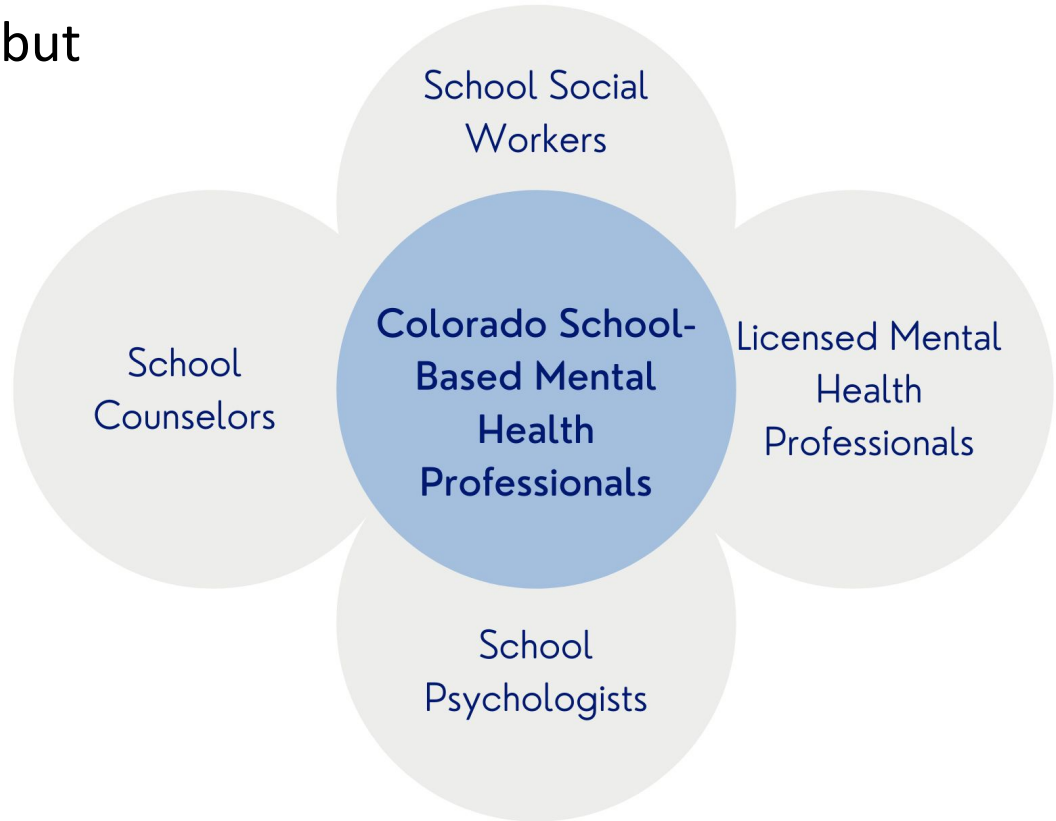 but
School Social
Workers
School
Counselors
Colorado School-
Based Mental
Health
Professionals
Licensed Mental
Health
Professionals
School
Psychologists